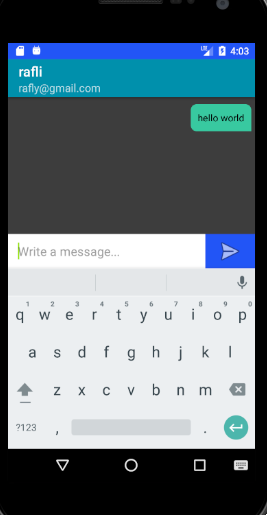 4:03
rafli
rafly@gmail.com
hello world
Write a message...
1 2 3 4 5 6 7 8 9 0
q w e r t y u i o p
a s d f g h j k l
z x c v b n m
?123 , .